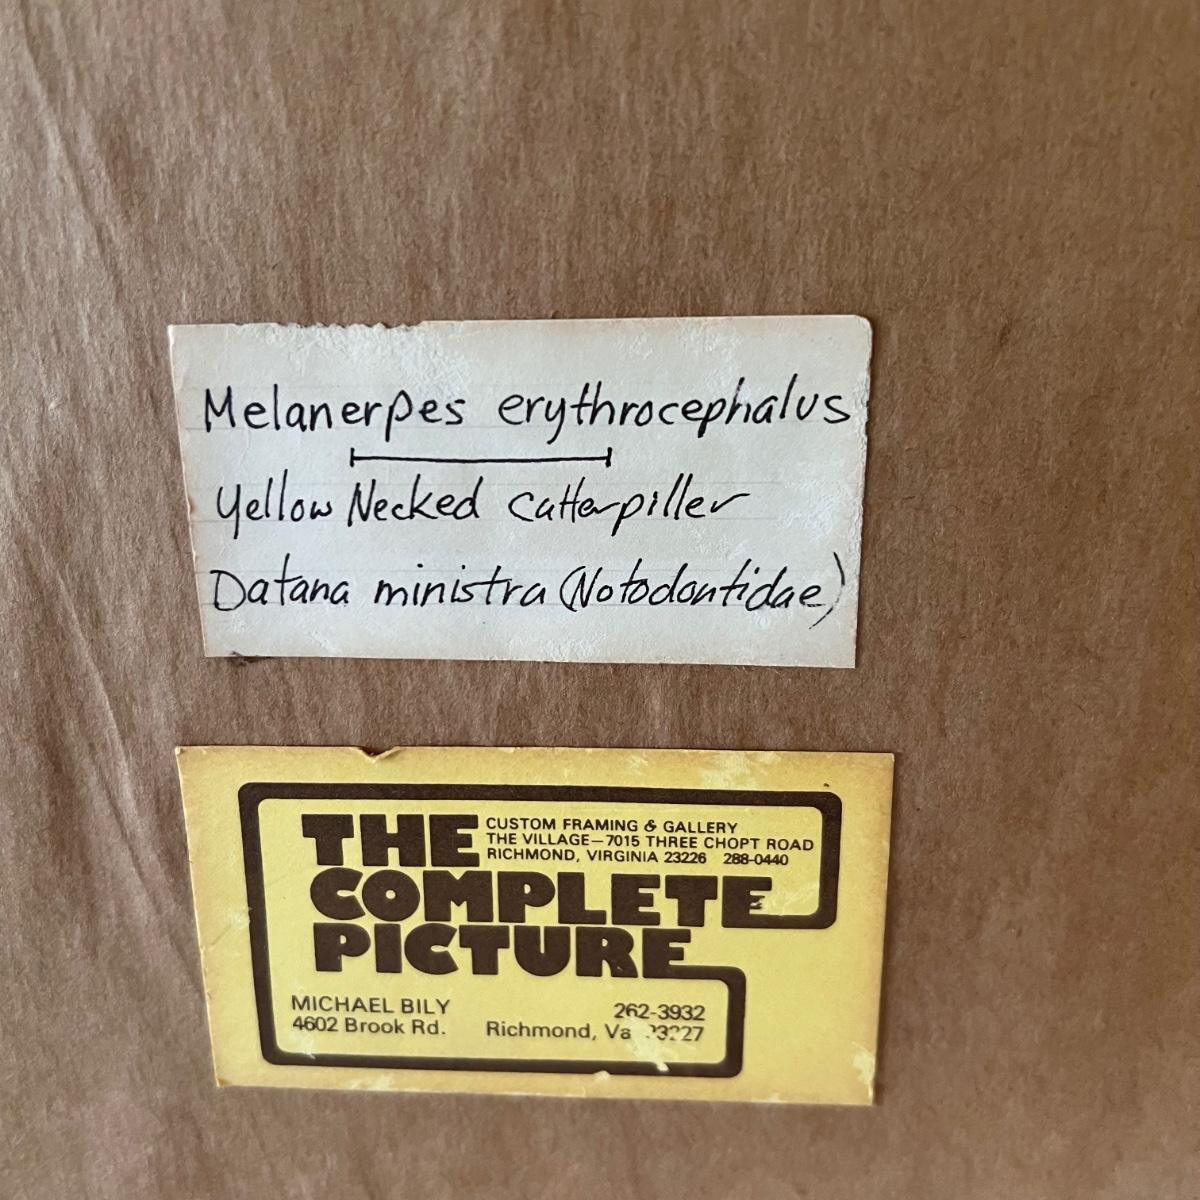 Melanerpes erythrocephalus
Yellow Necked Catterpiller
Datana ministra (Notodontidae)
THE
CUSTOM FRAMING & GALLERY
THE VILLAGE—7015 THREE CHOPT ROAD
RICHMOND, VIRGINIA 23226 288-0440
COMPLETE
PICTURE
MICHAEL BILY 262-3932
4602 Brook Rd. Richmond, Va